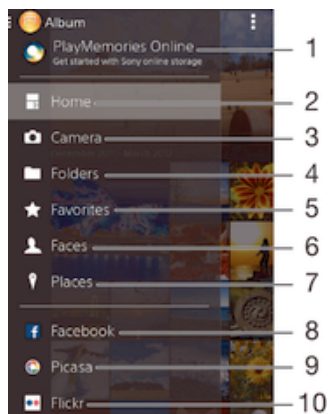 Album
PlayMemories Online 1
Get started with Sony online storage
Home 2
Camera 3
Folders 4
Favorites 5
Faces 6
Places 7
Facebook 8
Picasa 9
Flickr 10